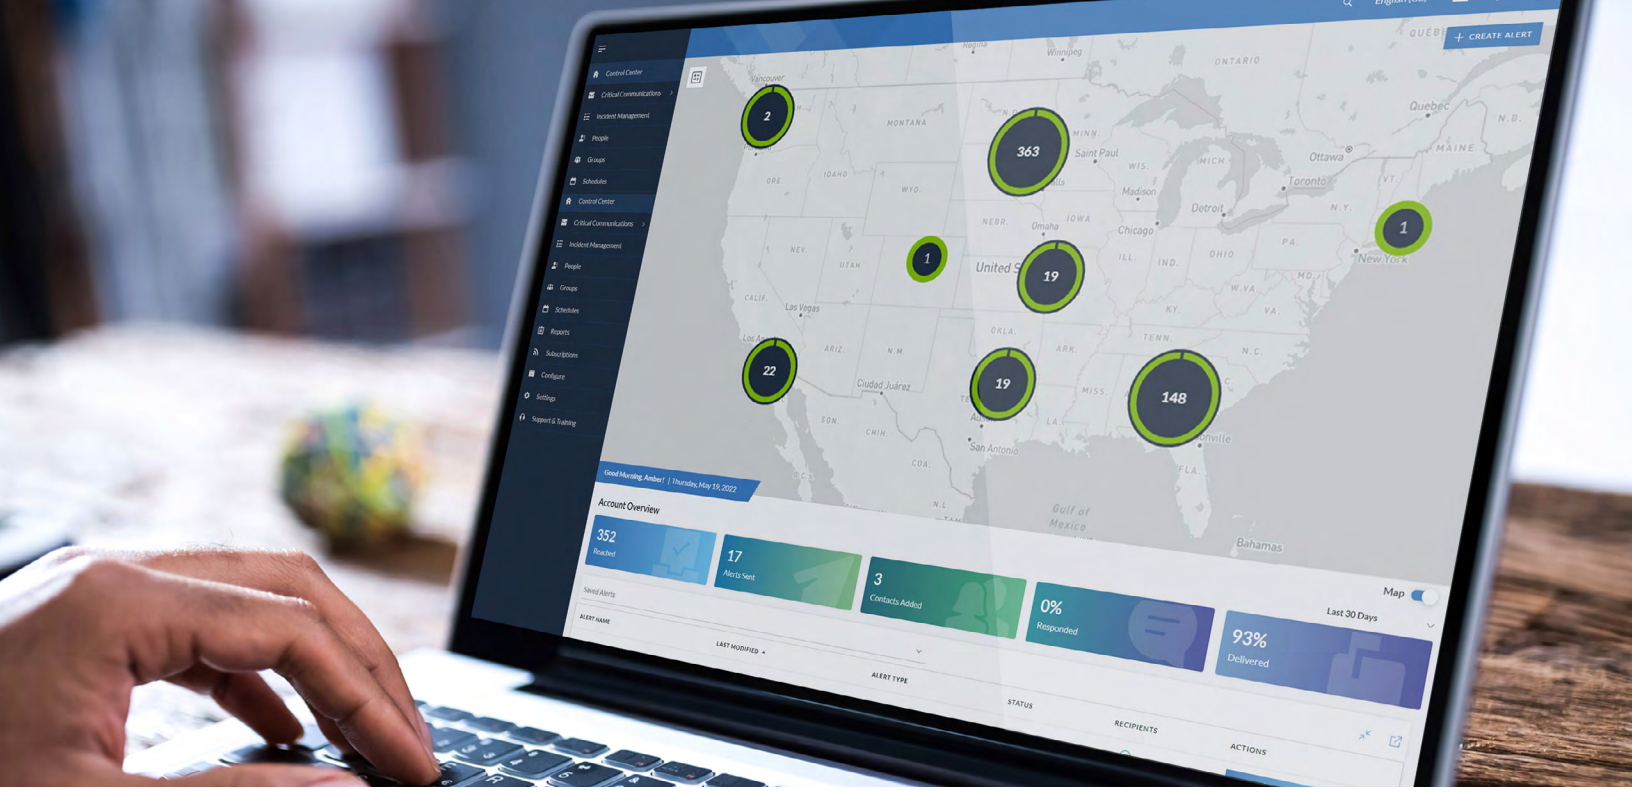 + CREATE ALERT
Control Center
Critical Communications
Incident Management
People
Groups
Schedules
Control Center
Critical Communications
Incident Management
People
Groups
Schedules
Reports
Subscriptions
Configure
Settings
Support & Training
Regina
Winnipeg
ONTARIO
Vancouver
2
MONTANA
363
MINN.
Saint Paul
WIS.
MICH.
Ottawa
Quebec
N.B.
MAINE
VT.
Toronto
ORE.
IDAHO
WYO.
Madison
Detroit
N.Y.
1
NEBR.
IOWA
Omaha
Chicago
NEV.
UTAH
1
United S
19
ILL.
IND.
OHIO
PA.
New York
MD.
W.VA.
CALIF.
Las Vegas
KY.
VA.
ARIZ.
N.M.
OKLA.
ARK.
TENN.
N.C.
22
Ciudad Juárez
19
MISS.
148
SON.
CHIH.
LA.
San Antonio
COA.
FLA.
N.L.
Gulf of
Mexico
Bahamas
Good Morning, Amber! | Thursday, May 19, 2022
Account Overview
Map
Last 30 Days
352
Reached
17
Alerts Sent
3
Contacts Added
0%
Responded
93%
Delivered
Saved Alerts
ALERT NAME
LAST MODIFIED
ALERT TYPE
STATUS
RECIPIENTS
ACTIONS